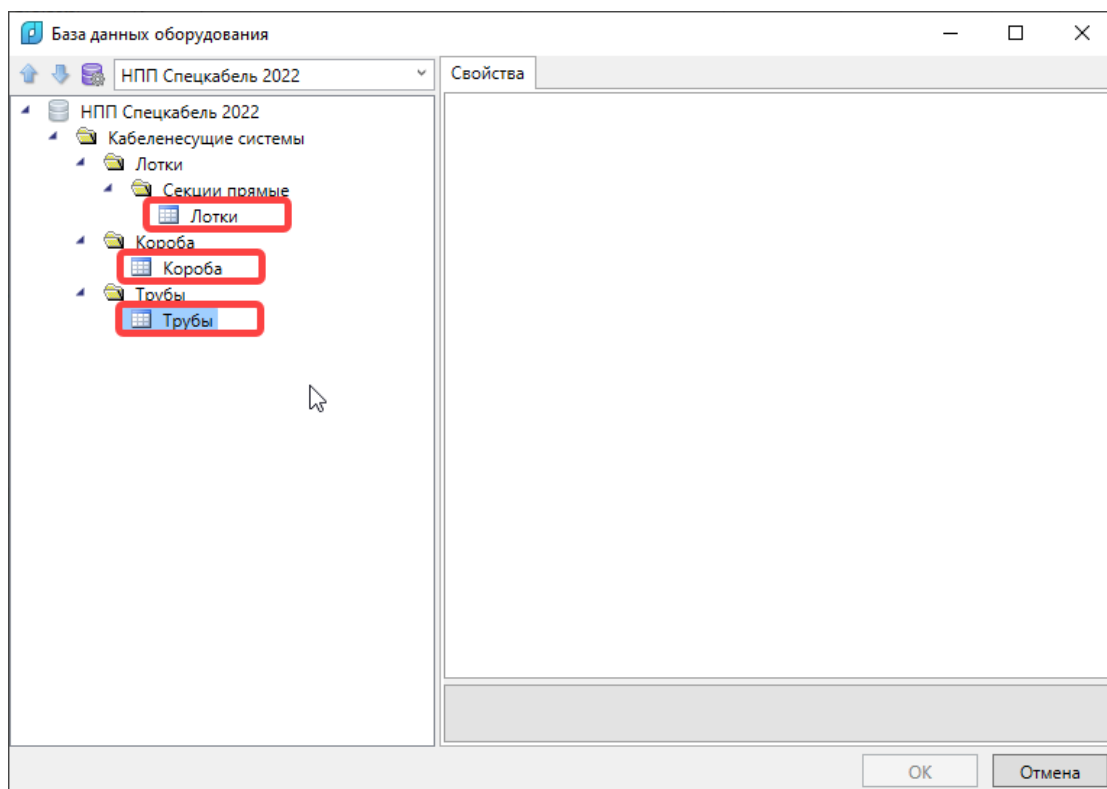 База данных оборудования
НПП Спецкабель 2022
Свойства
НПП Спецкабель 2022
Кабеленесущие системы
Лотки
Секции прямые
Лотки
Короба
Короба
Трубы
Трубы
OK
Отмена